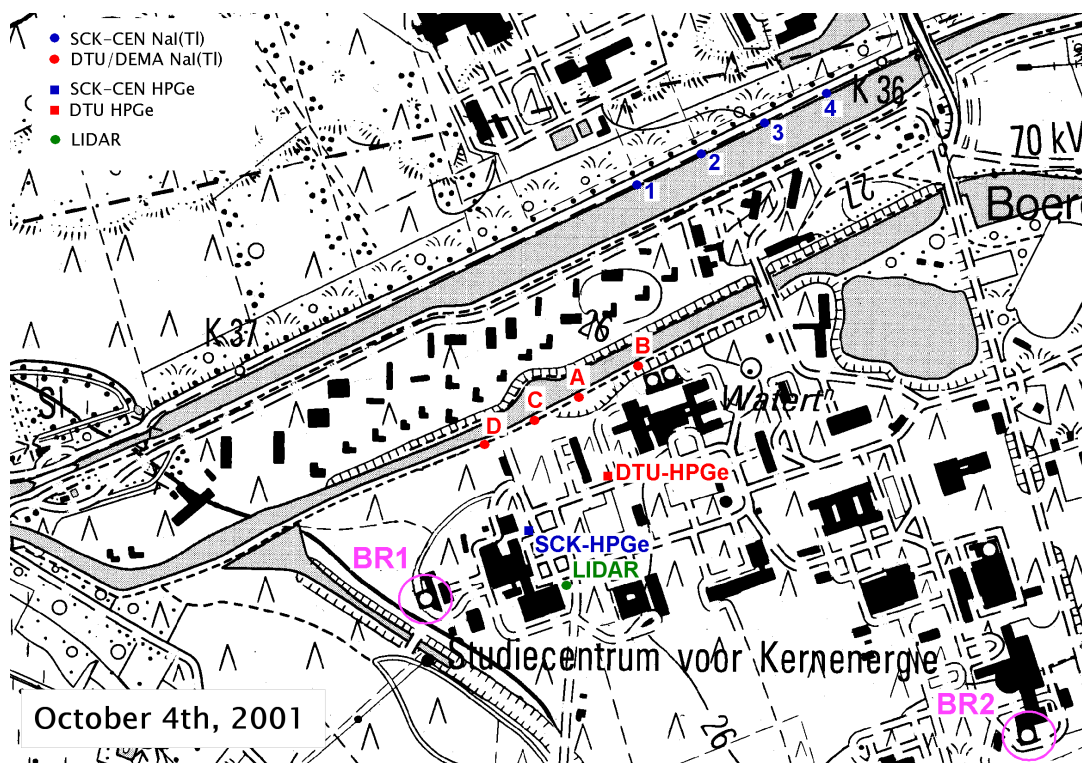 SCK-CEN NaI(Tl)
DTU/DEMA NaI(Tl)
SCK-CEN HPGe
DTU HPGe
LIDAR
K 36
4
3
70 kV
2
1
27
Boer
K 37
26
B
Sl
A
Watert
C
D
DTU-HPGe
SCK-HPGe
BR1
LIDAR
Studiecentrum voor Kernenergie
BR2
October 4th, 2001
26